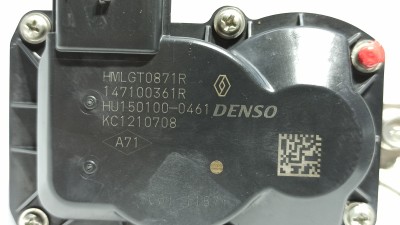 HMLGT0871R
147100361R
HU150100-0461 DENSO
KC1210708
A71